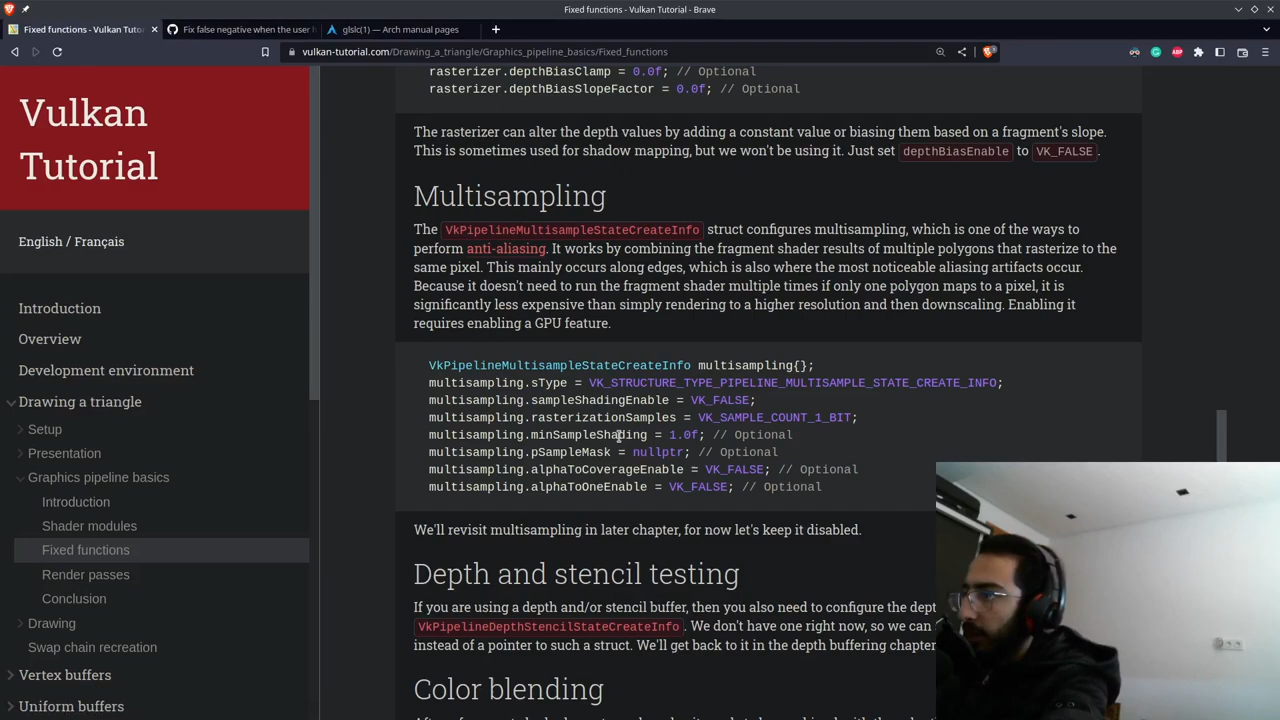 Fixed functions - Vulkan Tutorial - Brave
Fixed functions - Vulkan Tuto
Fix false negative when the user
glslc(1) — Arch manual pages
vulkan-tutorial.com/Drawing_a_triangle/Graphics_pipeline_basics/Fixed_functions
Vulkan
Tutorial
English / Français
Introduction
Overview
Development environment
Drawing a triangle
Setup
Presentation
Graphics pipeline basics
Introduction
Shader modules
Fixed functions
Render passes
Conclusion
Drawing
Swap chain recreation
Vertex buffers
Uniform buffers
rasterizer.depthBiasClamp = 0.0f; // Optional
rasterizer.depthBiasSlopeFactor = 0.0f; // Optional
The rasterizer can alter the depth values by adding a constant value or biasing them based on a fragment's slope.
This is sometimes used for shadow mapping, but we won't be using it. Just set depthBiasEnable to VK_FALSE.
Multisampling
The VkPipelineMultisampleStateCreateInfo struct configures multisampling, which is one of the ways to
perform anti-aliasing. It works by combining the fragment shader results of multiple polygons that rasterize to the
same pixel. This mainly occurs along edges, which is also where the most noticeable aliasing artifacts occur.
Because it doesn't need to run the fragment shader multiple times if only one polygon maps to a pixel, it is
significantly less expensive than simply rendering to a higher resolution and then downscaling. Enabling it
requires enabling a GPU feature.
VkPipelineMultisampleStateCreateInfo multisampling{};
multisampling.sType = VK_STRUCTURE_TYPE_PIPELINE_MULTISAMPLE_STATE_CREATE_INFO;
multisampling.sampleShadingEnable = VK_FALSE;
multisampling.rasterizationSamples = VK_SAMPLE_COUNT_1_BIT;
multisampling.minSampleShading = 1.0f; // Optional
multisampling.pSampleMask = nullptr; // Optional
multisampling.alphaToCoverageEnable = VK_FALSE; // Optional
multisampling.alphaToOneEnable = VK_FALSE; // Optional
We'll revisit multisampling in later chapter, for now let's keep it disabled.
Depth and stencil testing
If you are using a depth and/or stencil buffer, then you also need to configure the dept
VkPipelineDepthStencilStateCreateInfo. We don't have one right now, so we can
instead of a pointer to such a struct. We'll get back to it in the depth buffering chapter
Color blending